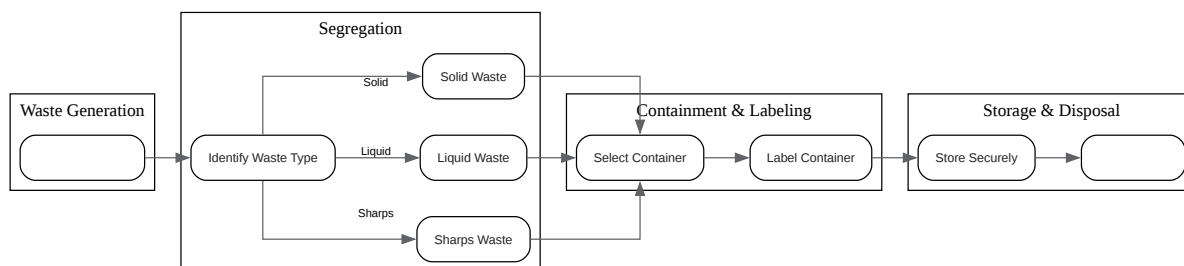 Segregation
Solid Waste
Solid
Waste Generation
Containment & Labeling
Storage & Disposal
Identify Waste Type
Liquid
Liquid Waste
Select Container
Label Container
Store Securely
Sharps
Sharps Waste